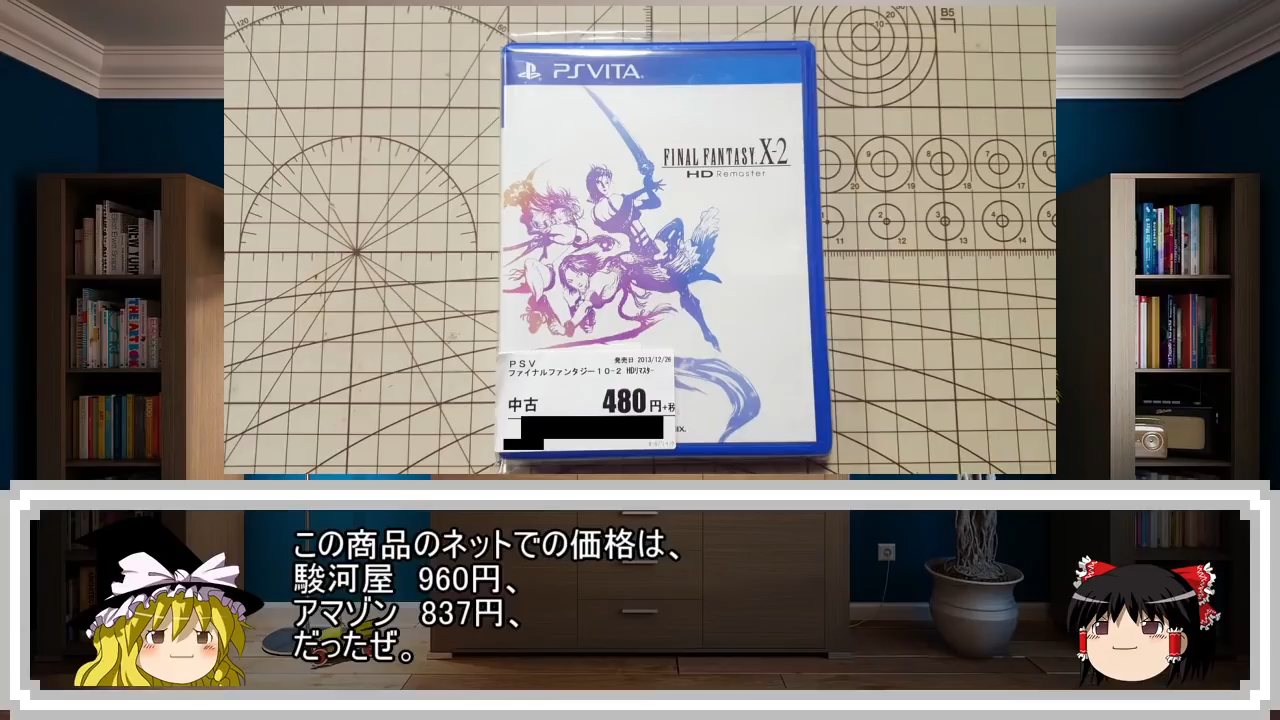 B5
PSVITA
FINAL FANTASY X-2
HD Remaster
PSV 発売日 2013/12/26
ファイナルファンタジー10-2 HDリマスター
中古 480円+税
この商品のネットでの価格は、
駿河屋 960円、
アマゾン 837円、
だったぜ。